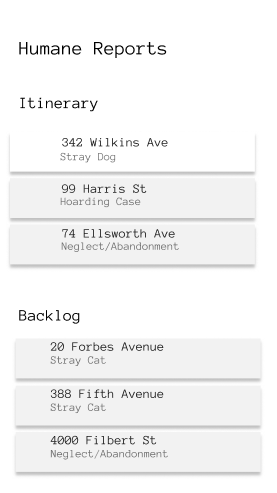 Humane Reports
Itinerary
342 Wilkins Ave
Stray Dog
99 Harris St
Hoarding Case
74 Ellsworth Ave
Neglect/Abandonment
Backlog
20 Forbes Avenue
Stray Cat
388 Fifth Avenue
Stray Cat
4000 Filbert St
Neglect/Abandonment